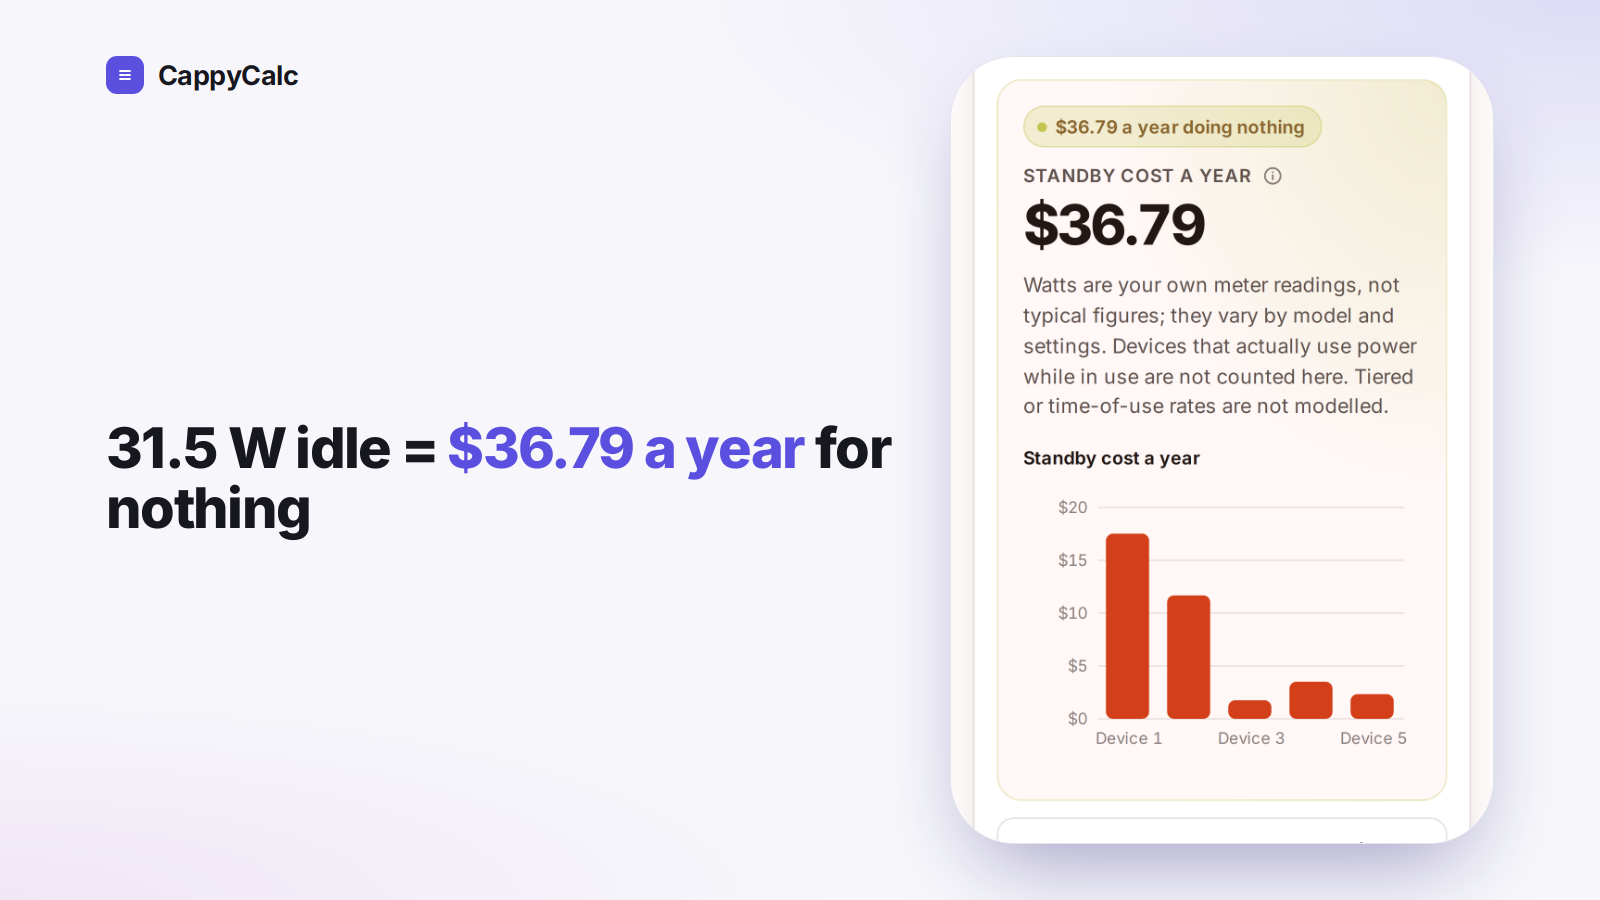 CappyCalc
31.5 W idle = $36.79 a year for
nothing
$36.79 a year doing nothing
STANDBY COST A YEAR
$36.79
Watts are your own meter readings, not
typical figures; they vary by model and
settings. Devices that actually use power
while in use are not counted here. Tiered
or time-of-use rates are not modelled.
Standby cost a year
$20
$15
$10
$5
$0
Device 1 Device 3 Device 5